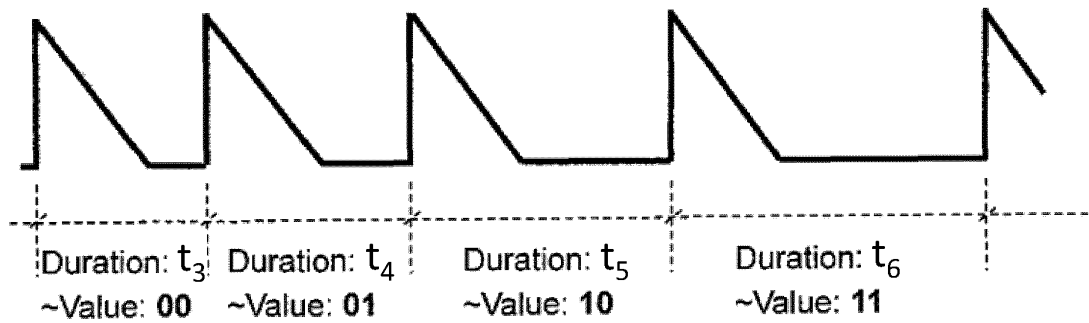 Duration: t3 Duration: t4 Duration: t5 Duration: t6
~Value: 00 ~Value: 01 ~Value: 10 ~Value: 11